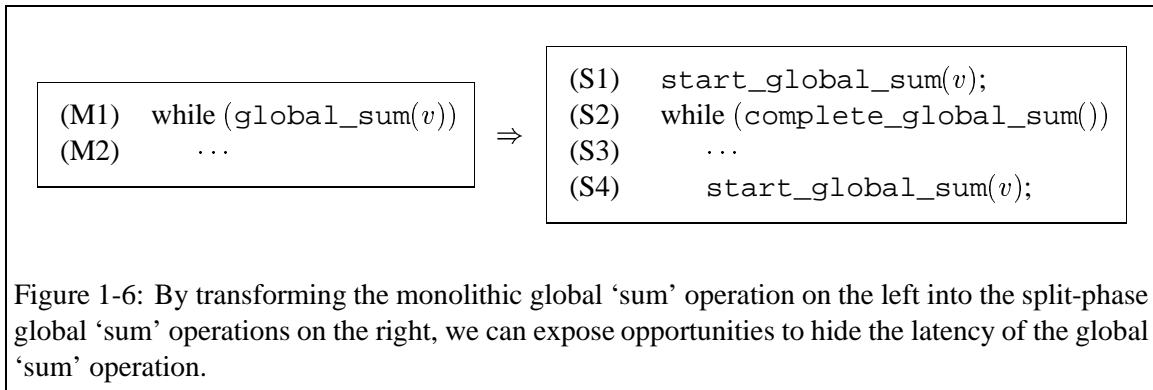 (M1) while (global_sum(v))
(M2) ···
⇒
(S1) start_global_sum(v);
(S2) while (complete_global_sum())
(S3) ···
(S4) start_global_sum(v);
Figure 1-6: By transforming the monolithic global ‘sum’ operation on the left into the split-phase
global ‘sum’ operations on the right, we can expose opportunities to hide the latency of the global
‘sum’ operation.